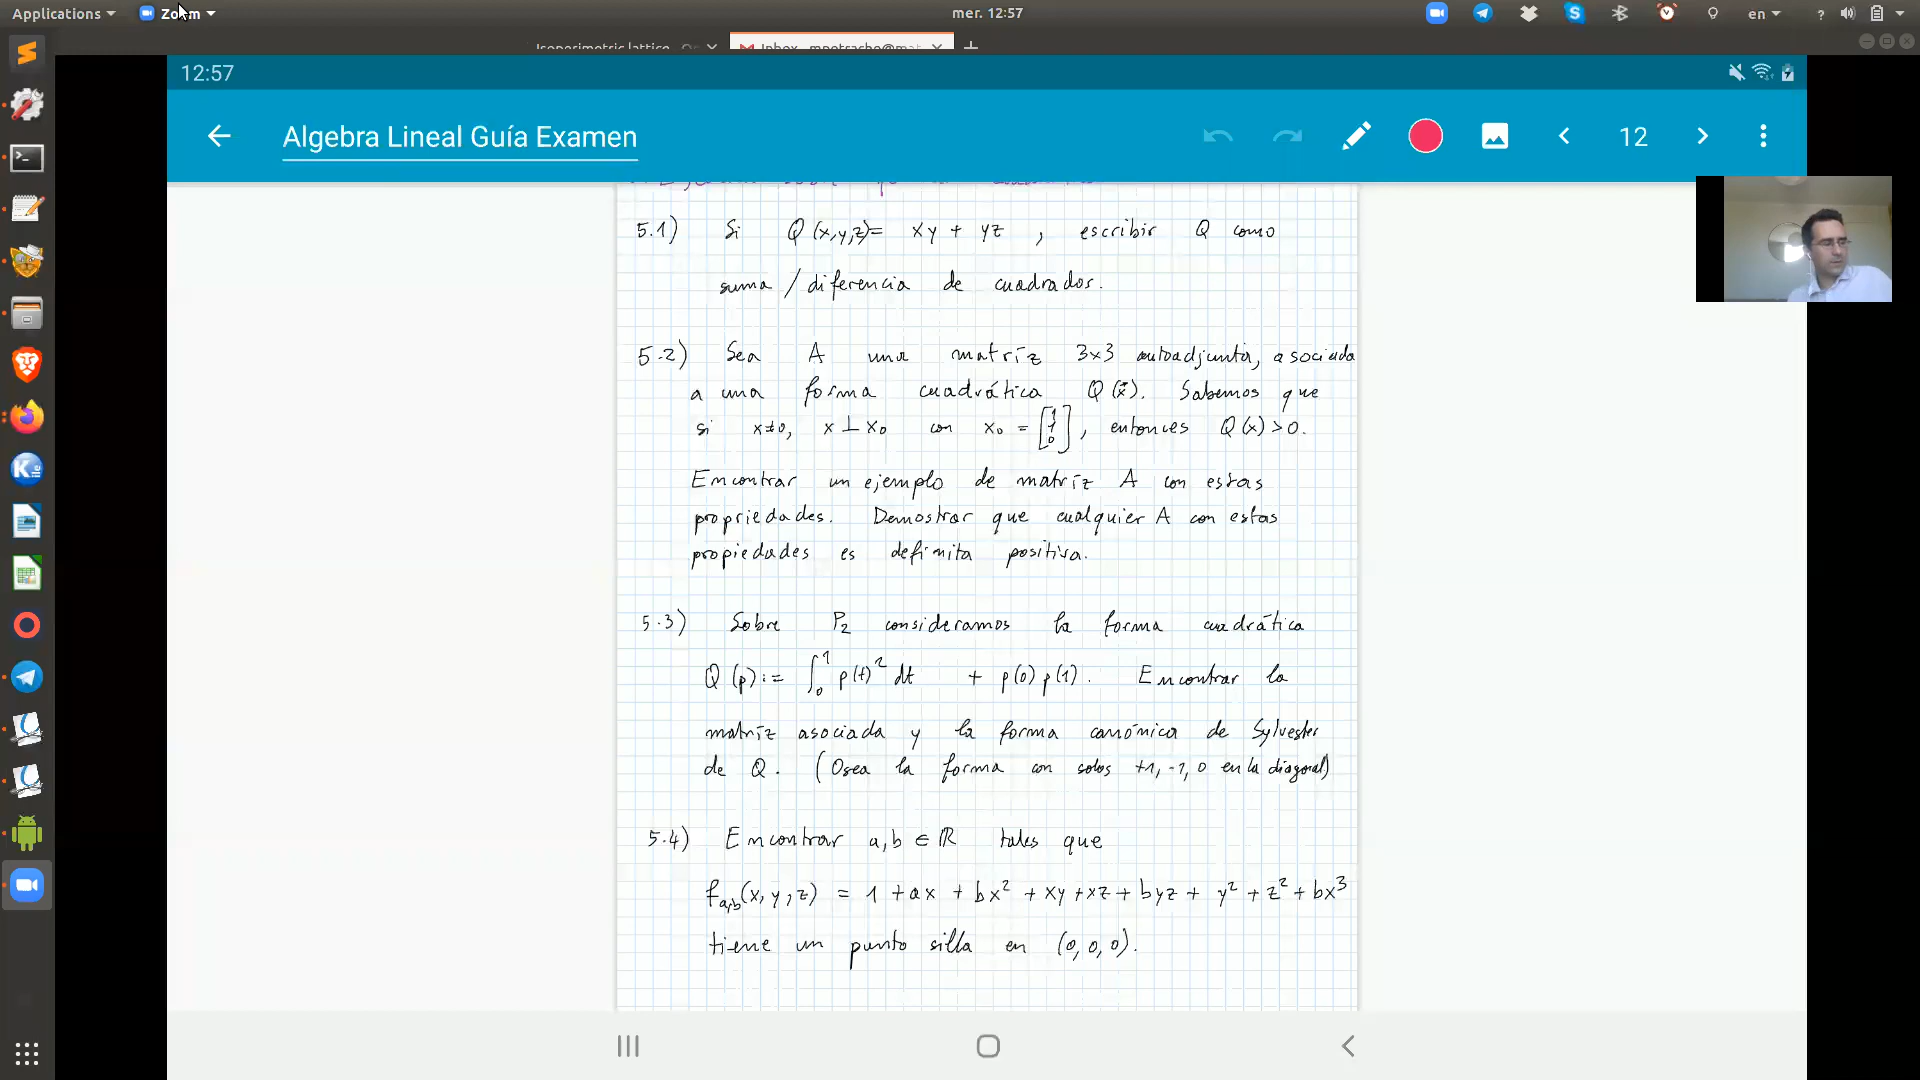 Applications
Zoom
mer. 12:57
en
?
Inbox
12:57
Algebra Lineal Guía Examen
12
5.1) Si Q(x,y,z)= xy + yz , escribir Q como
suma / diferencia de cuadrados.
5.2) Sea A una matríz 3x3 autoadjunta, asociada
a una forma cuadrática Q(x⃗). Sabemos que
si x≠0, x ⊥ x₀ con x₀ = [1 1 0], entonces Q(x)>0.
Encontrar un ejemplo de matríz A con estas
propriedades. Demostrar que cualquier A con estas
propiedades es definita positiva.
5.3) Sobre P₂ consideramos la forma cuadrática
Q(p) := ∫₀¹ p(t)² dt + p(0)p(1). Encontrar la
matríz asociada y la forma canónica de Sylvester
de Q. (Osea la forma con solos +1, -1, 0 en la diagonal)
5.4) Encontrar a,b ∈ ℝ tales que
f_{a,b}(x,y,z) = 1 + ax + bx² + xy + xz + byz + y² + z² + bx³
tiene un punto silla en (0,0,0).